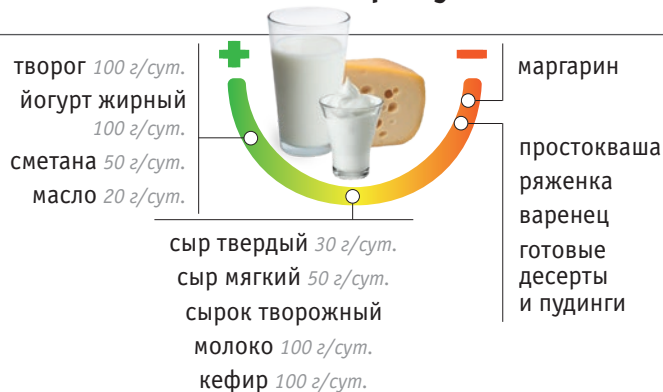 творог 100 г/сут.
йогурт жирный
100 г/сут.
сметана 50 г/сут.
масло 20 г/сут.
сыр твердый 30 г/сут.
сыр мягкий 50 г/сут.
сырок творожный
молоко 100 г/сут.
кефир 100 г/сут.
маргарин
простокваша
ряженка
варенец
готовые
десерты
и пудинги